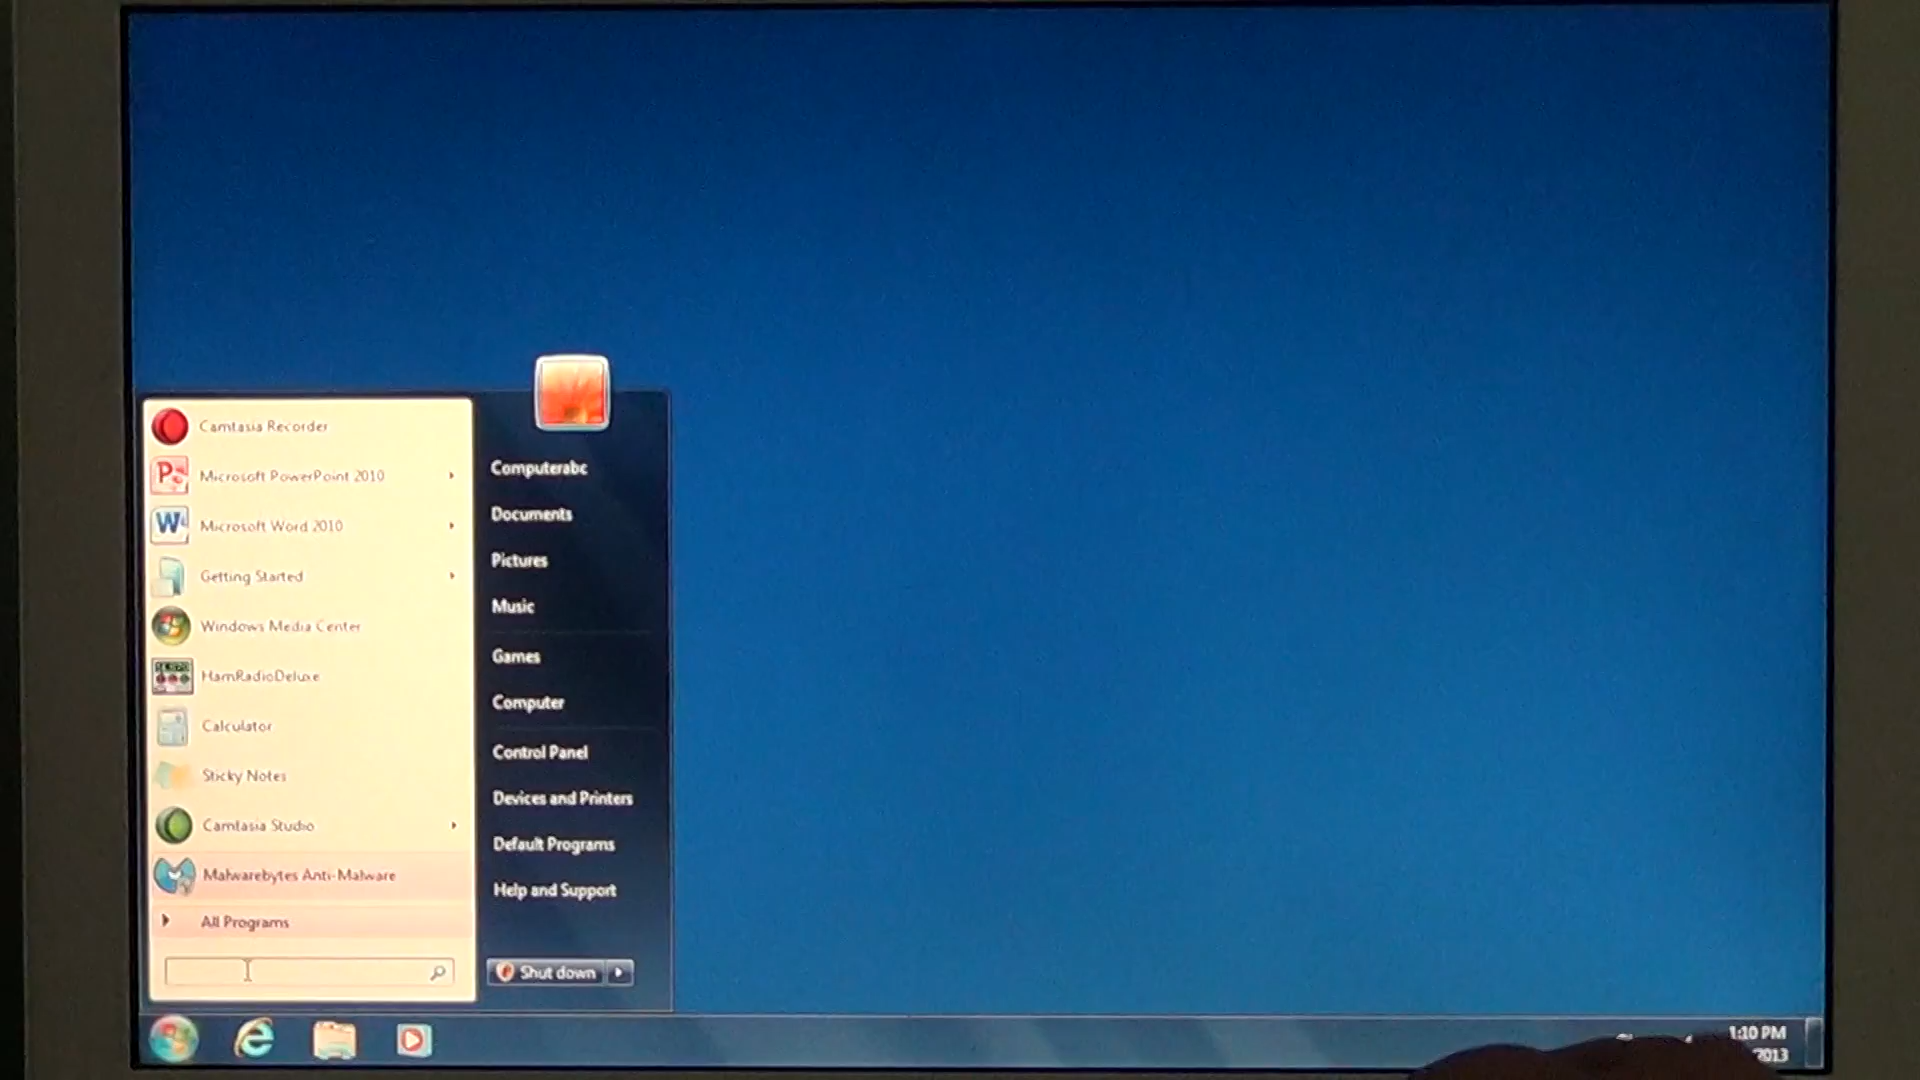 Camtasia Recorder
Microsoft PowerPoint 2010
Microsoft Word 2010
Getting Started
Windows Media Center
HamRadioDeluxe
Calculator
Sticky Notes
Camtasia Studio
Malwarebytes Anti-Malware
All Programs
Computerabc
Documents
Pictures
Music
Games
Computer
Control Panel
Devices and Printers
Default Programs
Help and Support
Shut down
1:10 PM
2013